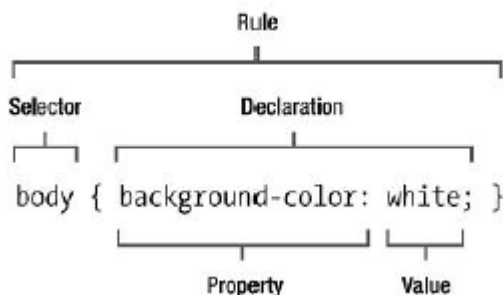 Rule
Selector Declaration
body { background-color: white; }
Property Value